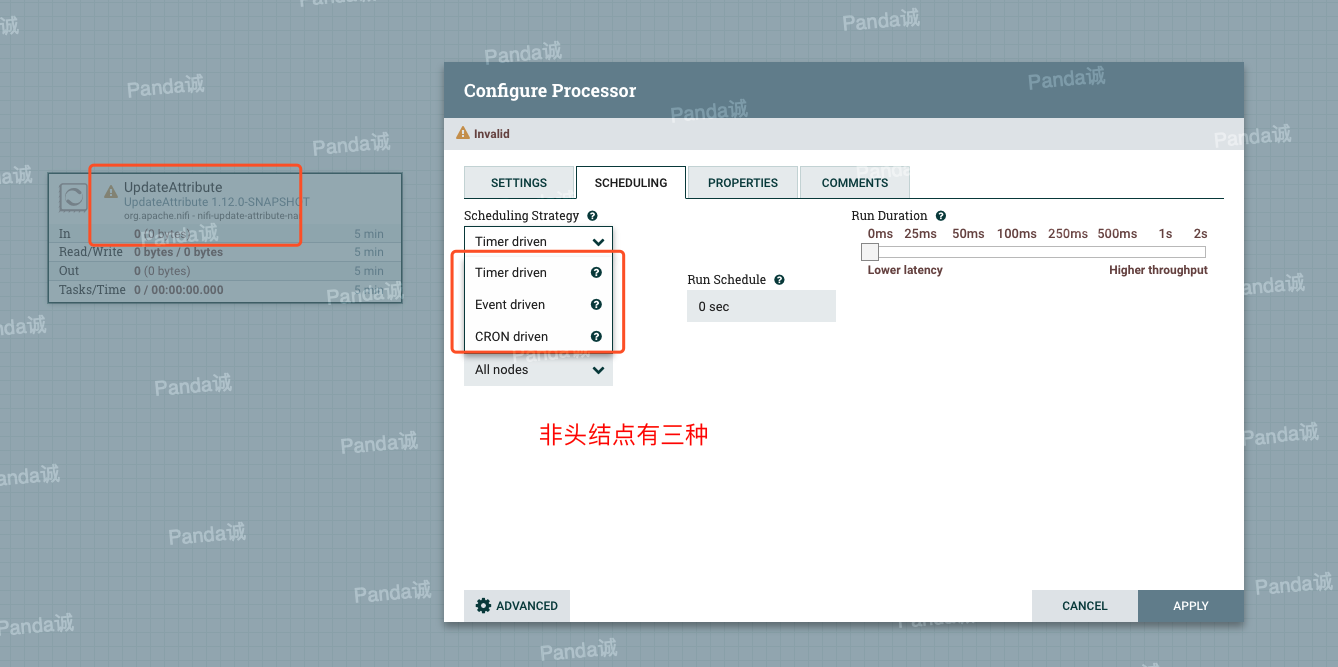 Panda诚
Configure Processor
Invalid
UpdateAttribute
UpdateAttribute 1.12.0-SNAPSHOT
org.apache.nifi - nifi-update-attribute-na
In 0 (0 bytes) 5 min
Read/Write 0 bytes / 0 bytes 5 min
Out 0 (0 bytes) 5 min
Tasks/Time 0 / 00:00:00.000 5 min
SETTINGS SCHEDULING PROPERTIES COMMENTS
Scheduling Strategy
Timer driven
Timer driven
Event driven
CRON driven
All nodes
Run Schedule
0 sec
Run Duration
0ms 25ms 50ms 100ms 250ms 500ms 1s 2s
Lower latency Higher throughput
非头结点有三种
ADVANCED
CANCEL
APPLY